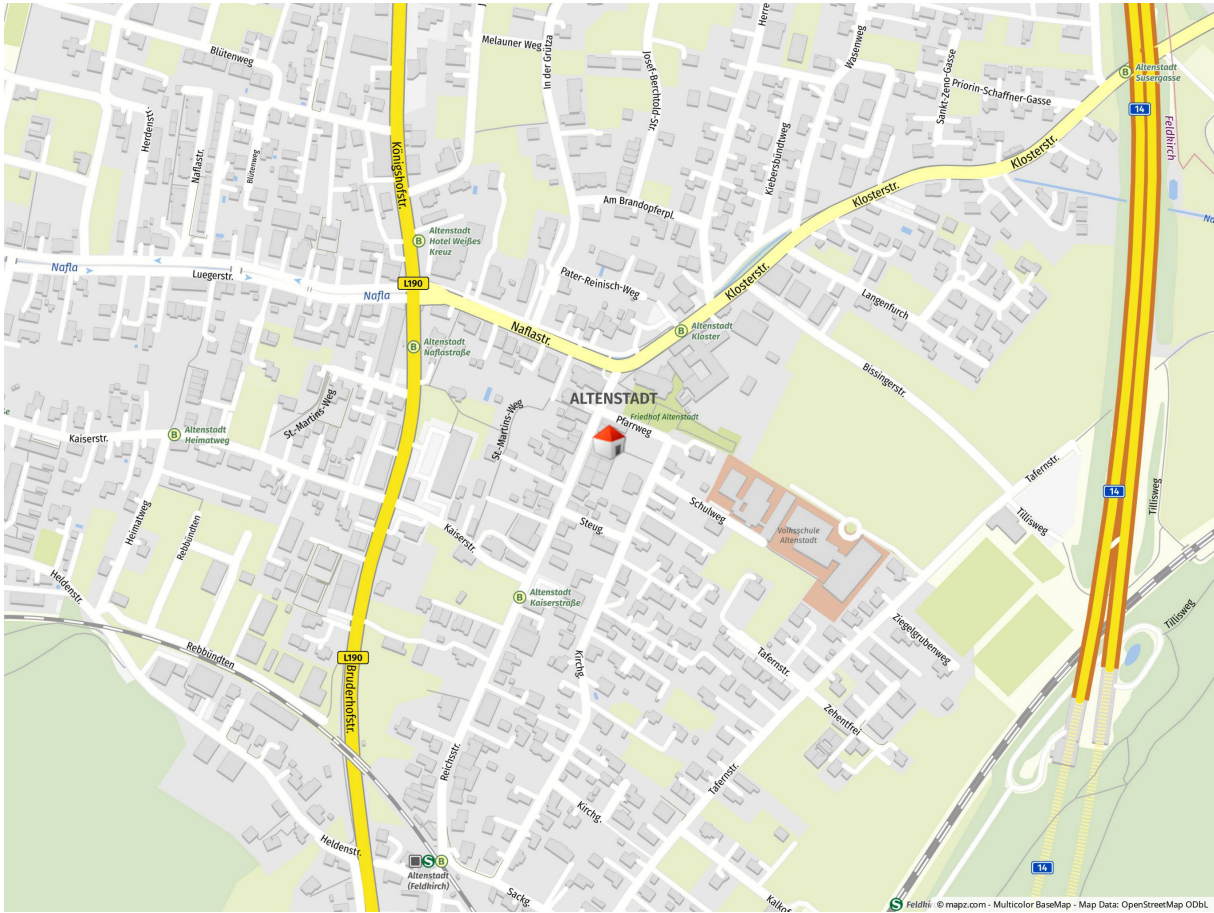 Blütenweg
Melauner Weg
In der Grütza
Josef-Berchtold-Str.
Herre
Wasenweg
Sankt-Zeno-Gasse
Priorin-Schaffner-Gasse
B
Altenstadt
Susergasse
14
Feldkirch
Herdenstr.
Naflastr.
Blütenweg
Königshofstr.
Kiebersbündtweg
Klosterstr.
Klosterstr.
Am Brandopferpl.
B
Altenstadt
Hotel Weißes
Kreuz
Nafla
Luegerstr.
Nafla
L190
Pater-Reinisch-Weg
Klosterstr.
Langenfurch
Naflastr.
B
Altenstadt
Kloster
B
Altenstadt
Naflastraße
Bissingerstr.
St.-Martins-Weg
St.-Martins-Weg
ALTENSTADT
Friedhof Altenstadt
Pfarrweg
Kaiserstr.
B
Altenstadt
Heimatweg
Tafernstr.
14
Tillisweg
Tillisweg
Heimatweg
Rebbündten
Kaiserstr.
Steug.
Schulweg
Volksschule
Altenstadt
Heldenstr.
B
Altenstadt
Kaiserstraße
Tillisweg
Ziegelgrubenweg
Rebbündten
L190
Bruderhofstr.
Kirchg.
Tafernstr.
Zehentfrei
Reichsstr.
Tafernstr.
Kirchg.
Heldenstr.
S B
Altenstadt
(Feldkirch)
Sackg.
14
S Feldki
© mapz.com - Multicolor BaseMap - Map Data: OpenStreetMap ODbL